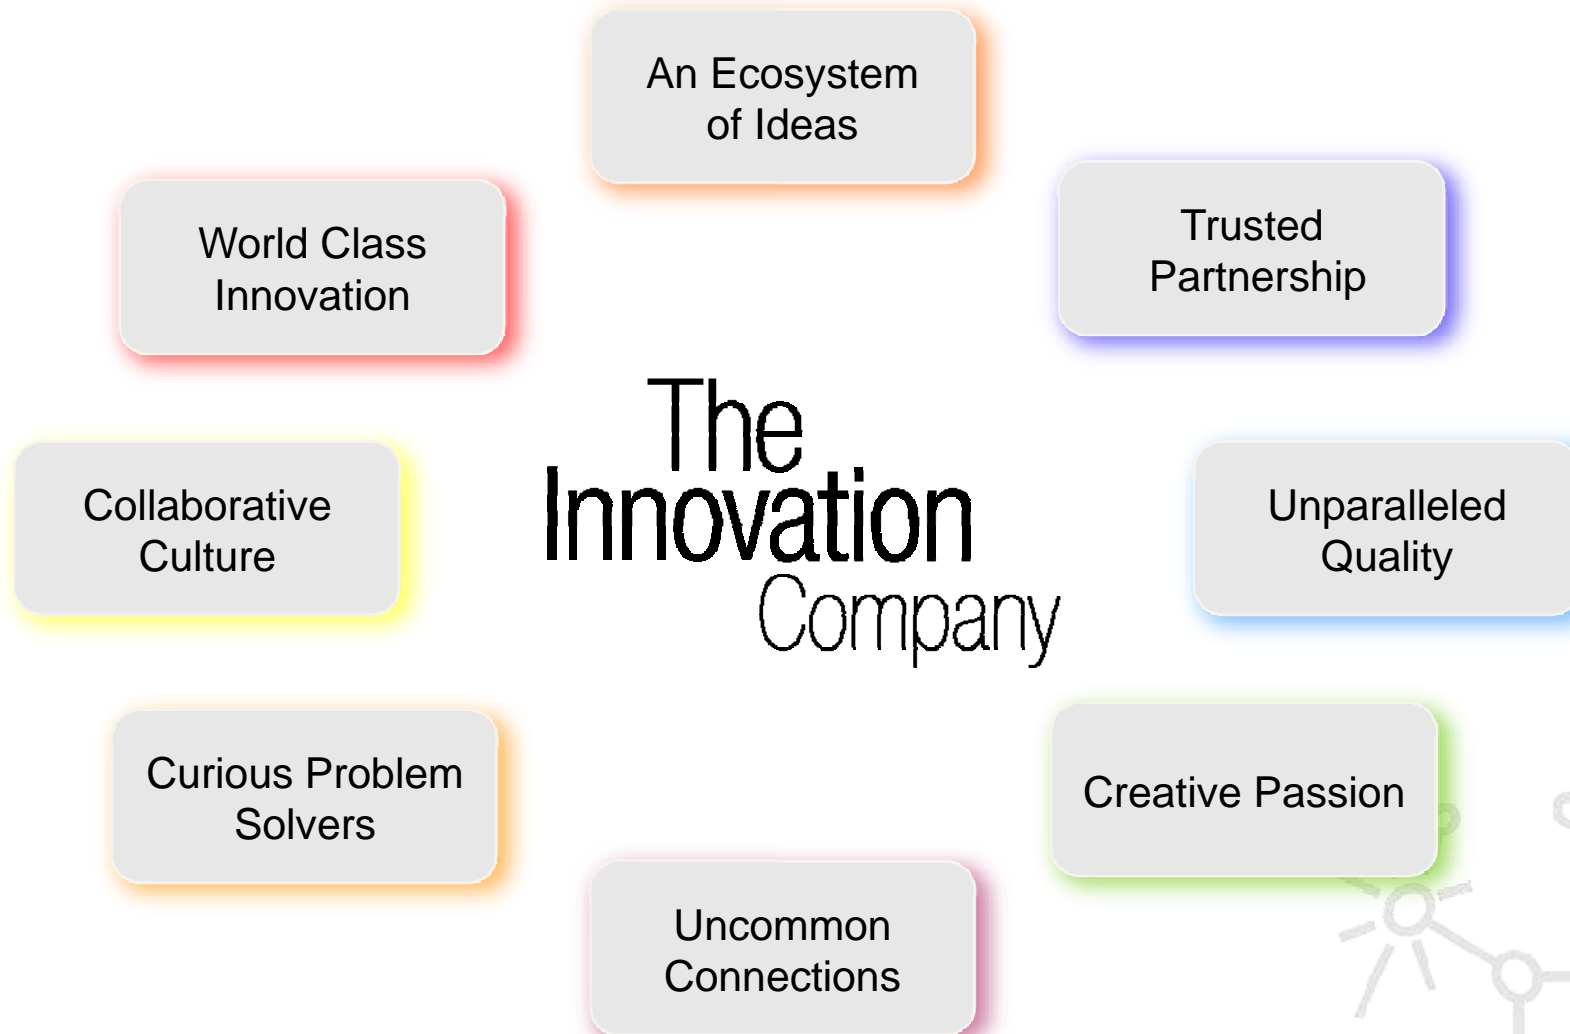 An Ecosystem
of Ideas
World Class
Innovation
Trusted
Partnership
The
Innovation
Company
Collaborative
Culture
Unparalleled
Quality
Curious Problem
Solvers
Creative Passion
Uncommon
Connections